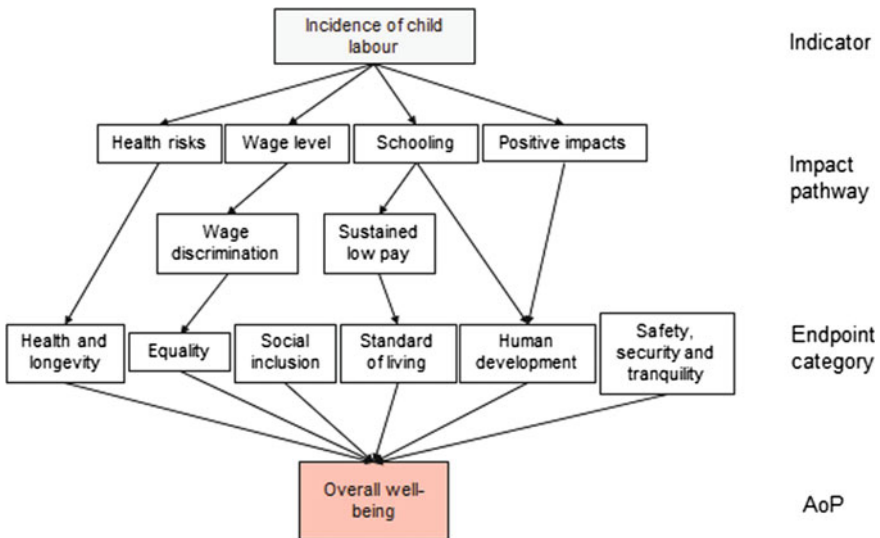 Incidence of child
labour
Indicator
Health risks
Wage level
Schooling
Positive impacts
Impact
pathway
Wage
discrimination
Sustained
low pay
Health and
longevity
Equality
Social
inclusion
Standard
of living
Human
development
Safety,
security and
tranquility
Endpoint
category
Overall well-
being
AoP